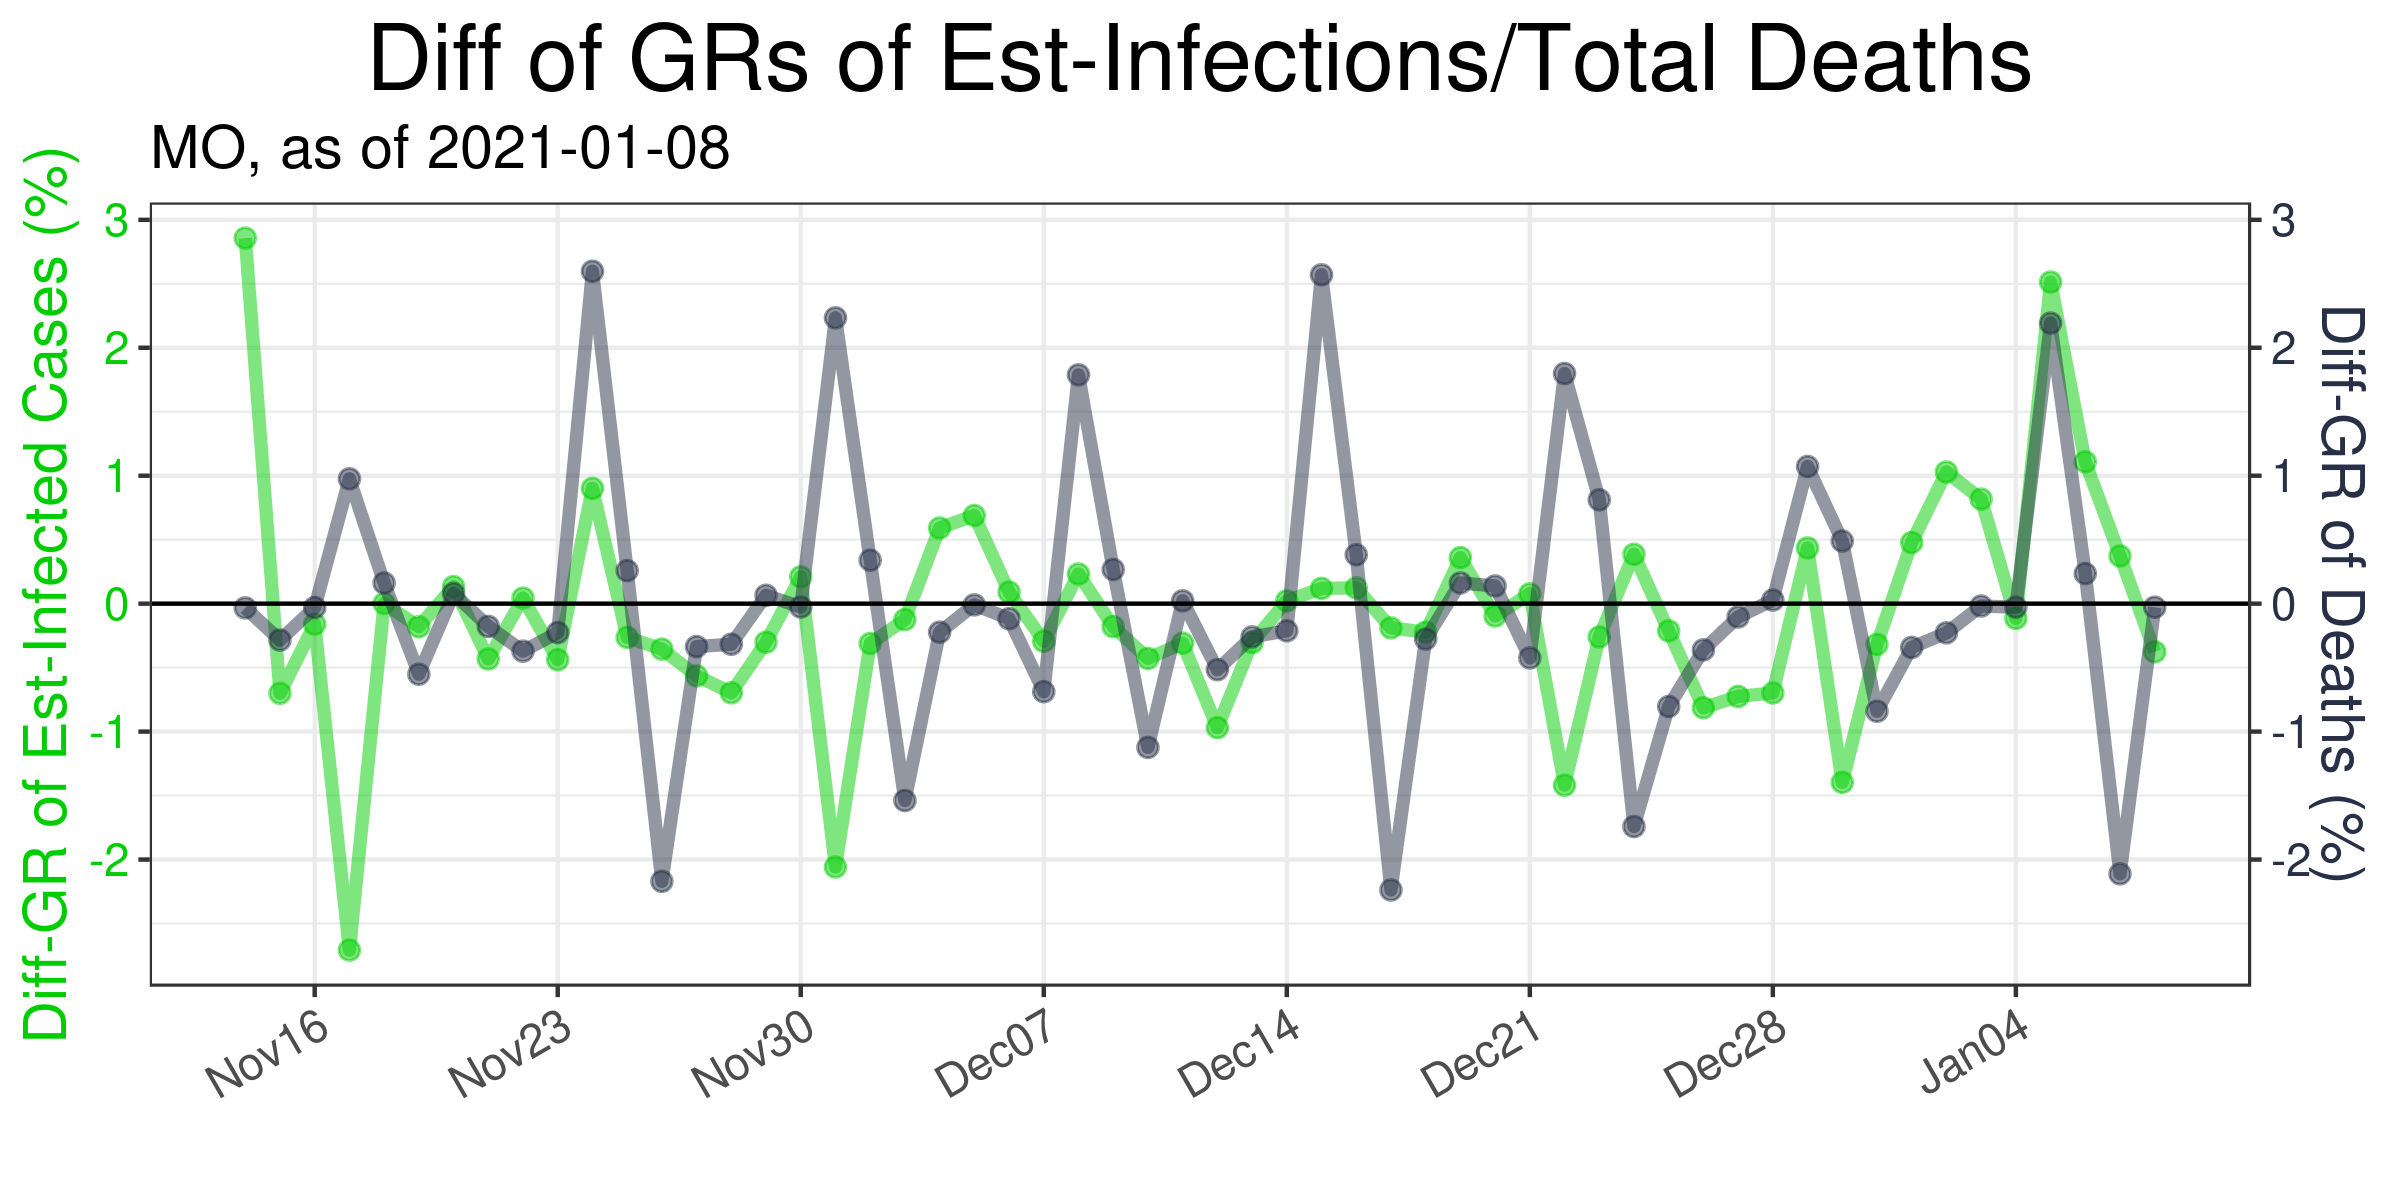 Diff of GRs of Est-Infections/Total Deaths
MO, as of 2021-01-08
Diff-GR of Est-Infected Cases (%)
3
2
1
0
-1
-2
3
2
1
0
-1
-2
Diff-GR of Deaths (%)
Nov16
Nov23
Nov30
Dec07
Dec14
Dec21
Dec28
Jan04